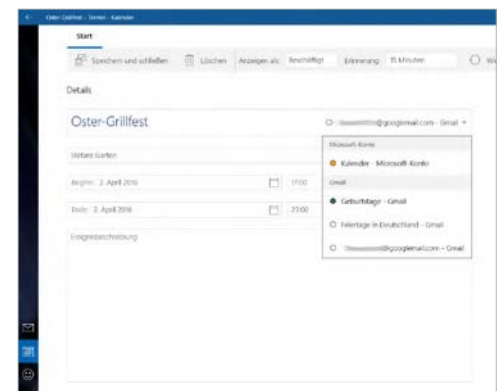 Oster-Grillfest - Termin - Kalender
Start
Speichern und schließen Löschen Anzeigen als: Beschäftigt Erinnerung: 15 Minuten
Details
Oster-Grillfest
@googlemail.com - Gmail
Microsoft-Konto
Stefans Garten
Kalender - Microsoft-Konto
Beginn: 2. April 2016 17:00
Gmail
Geburtstage - Gmail
Ende: 2. April 2016 23:00
Feiertage in Deutschland - Gmail
Ereignisbeschreibung
@googlemail.com - Gmail